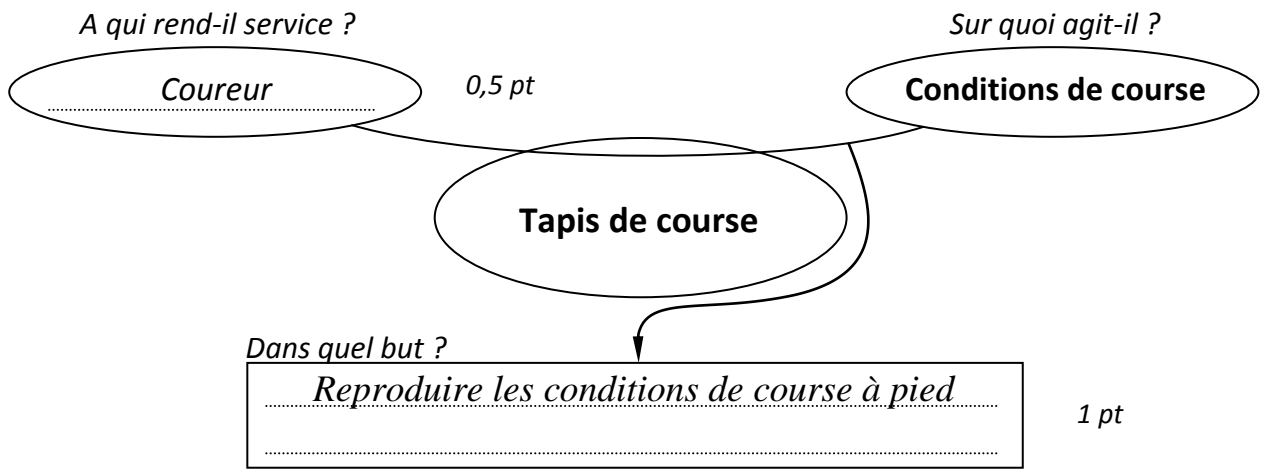 A qui rend-il service ?
Sur quoi agit-il ?
Coureur
0,5 pt
Conditions de course
Tapis de course
Dans quel but ?
Reproduire les conditions de course à pied
1 pt